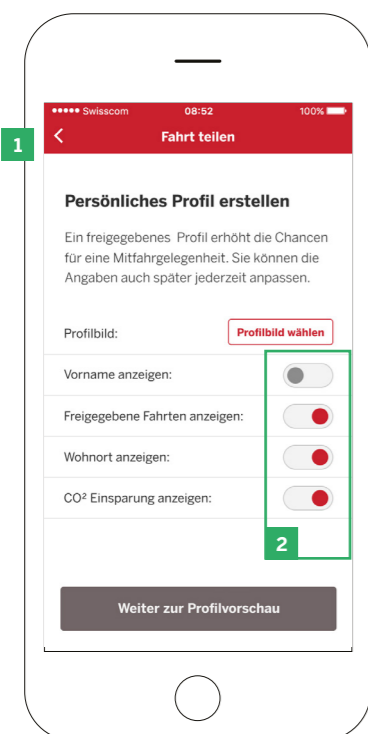 Swisscom 08:52 100%
1
Fahrt teilen
Persönliches Profil erstellen
Ein freigegebenes Profil erhöht die Chancen
für eine Mitfahrgelegenheit. Sie können die
Angaben auch später jederzeit anpassen.
Profilbild: Profilbild wählen
Vorname anzeigen:
Freigegebene Fahrten anzeigen:
Wohnort anzeigen:
CO² Einsparung anzeigen:
2
Weiter zur Profilvorschau